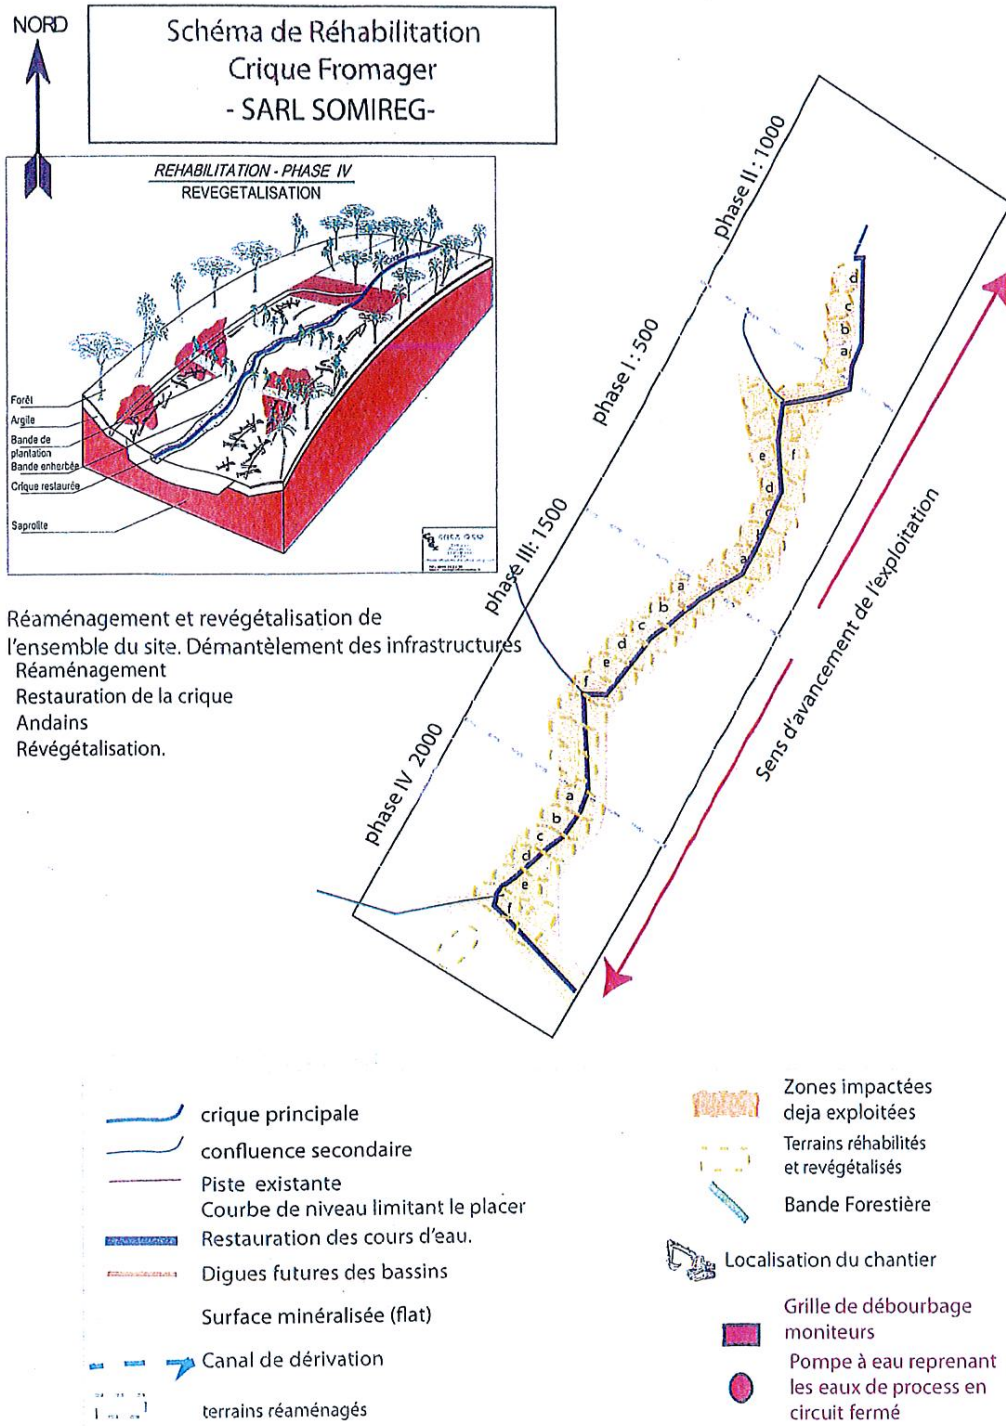 NORD
Schéma de Réhabilitation
Crique Fromager
- SARL SOMIREG-
REHABILITATION - PHASE IV
REVEGETALISATION
Forêt
Argile
Bande de
plantation
Bande enherbée
Crique restaurée
Saprolite
Réaménagement et revégétalisation de
l'ensemble du site. Démantèlement des infrastructures
Réaménagement
Restauration de la crique
Andains
Révégétalisation.
phase II : 1000
phase I : 500
phase III: 1500
phase IV 2000
d
c
b
a
e
f
d
a
a
b
c
d
e
f
a
b
c
d
e
f
Sens d'avancement de l'exploitation
crique principale
confluence secondaire
Piste existante
Courbe de niveau limitant le placer
Restauration des cours d'eau.
Digues futures des bassins
Surface minéralisée (flat)
Canal de dérivation
terrains réaménagés
Zones impactées
deja exploitées
Terrains réhabilités
et revégétalisés
Bande Forestière
Localisation du chantier
Grille de débourbage
moniteurs
Pompe à eau reprenant
les eaux de process en
circuit fermé